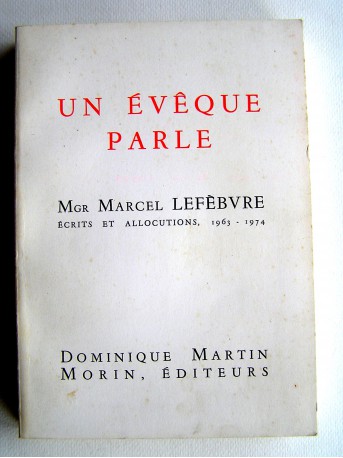 UN ÉVÊQUE
PARLE
MGR MARCEL LEFÈBVRE
ÉCRITS ET ALLOCUTIONS, 1963 - 1974
DOMINIQUE MARTIN
MORIN, ÉDITEURS